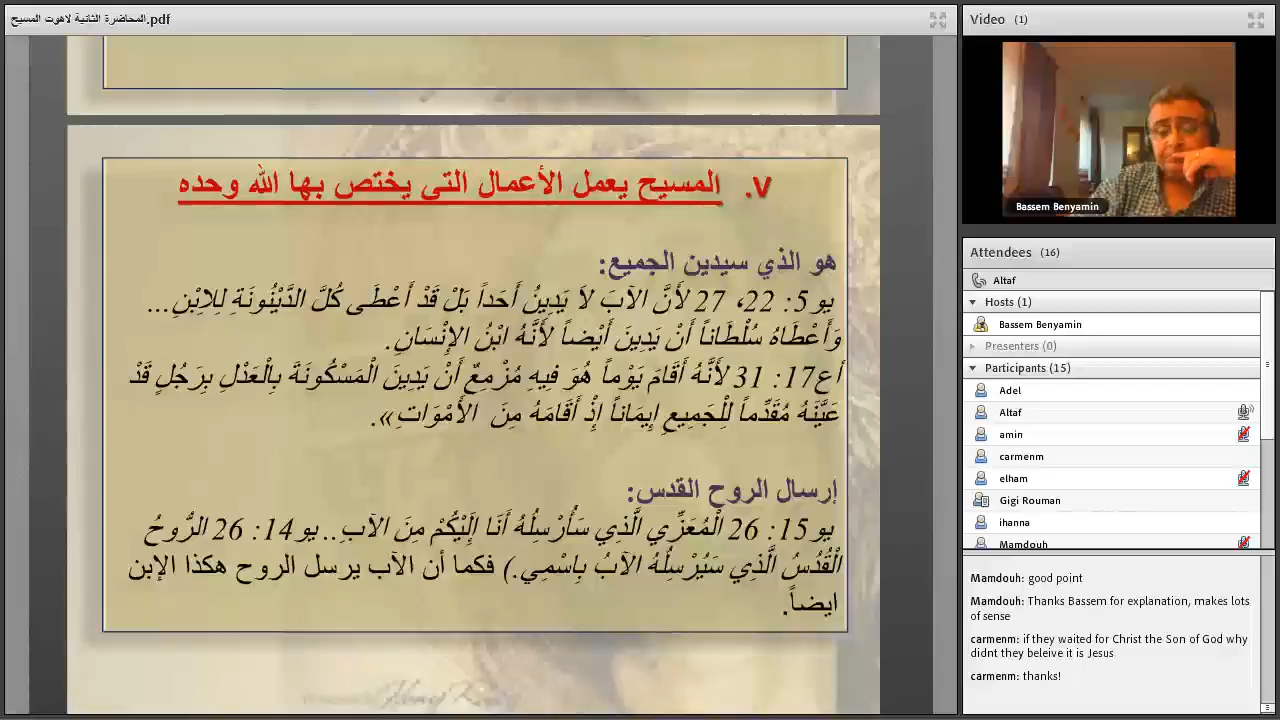 المحاضرة الثانية لاهوت المسيح.pdf
٧. المسيح يعمل الأعمال التي يختص بها الله وحده
هو الذي سيدين الجميع:
يو5: 22، 27 لأَنَّ الآبَ لاَ يَدِينُ أَحَداً بَلْ قَدْ أَعْطَى كُلَّ الدَّيْنُونَةِ لِلاِبْنِ...
وَأَعْطَاهُ سُلْطَاناً أَنْ يَدِينَ أَيْضاً لأَنَّهُ ابْنُ الإِنْسَانِ.
أع17: 31 لأَنَّهُ أَقَامَ يَوْماً هُوَ فِيهِ مُزْمِعٌ أَنْ يَدِينَ الْمَسْكُونَةَ بِالْعَدْلِ بِرَجُلٍ قَدْ
عَيَّنَهُ مُقَدِّماً لِلْجَمِيعِ إِيمَاناً إِذْ أَقَامَهُ مِنَ الأَمْوَاتِ».
إرسال الروح القدس:
يو15: 26 الْمُعَزِّي الَّذِي سَأُرْسِلُهُ أَنَا إِلَيْكُمْ مِنَ الآبِ.. يو14: 26 الرُّوحُ
الْقُدُسُ الَّذِي سَيُرْسِلُهُ الآبُ بِاسْمِي.) فكما أن الآب يرسل الروح هكذا الإبن
ايضاً.
Video (1)
Bassem Benyamin
Attendees (16)
Altaf
Hosts (1)
Bassem Benyamin
Presenters (0)
Participants (15)
Adel
Altaf
amin
carmenm
elham
Gigi Rouman
ihanna
Mamdouh
Mamdouh: good point
Mamdouh: Thanks Bassem for explanation, makes lots
of sense
carmenm: if they waited for Christ the Son of God why
didnt they beleive it is Jesus
carmenm: thanks!